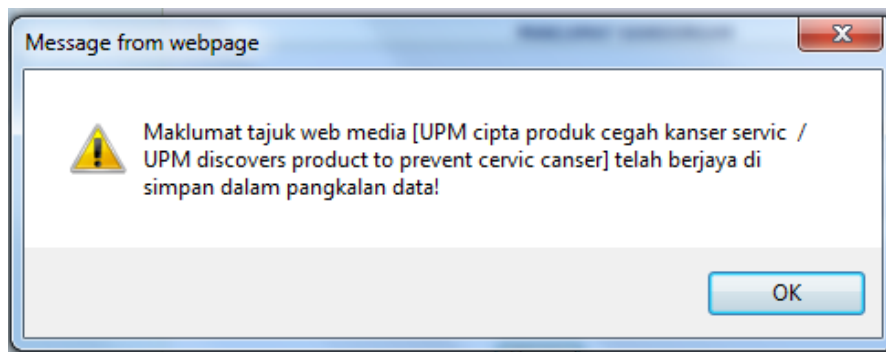 Message from webpage
Maklumat tajuk web media [UPM cipta produk cegah kanser servic /
UPM discovers product to prevent cervic canser] telah berjaya di
simpan dalam pangkalan data!
OK